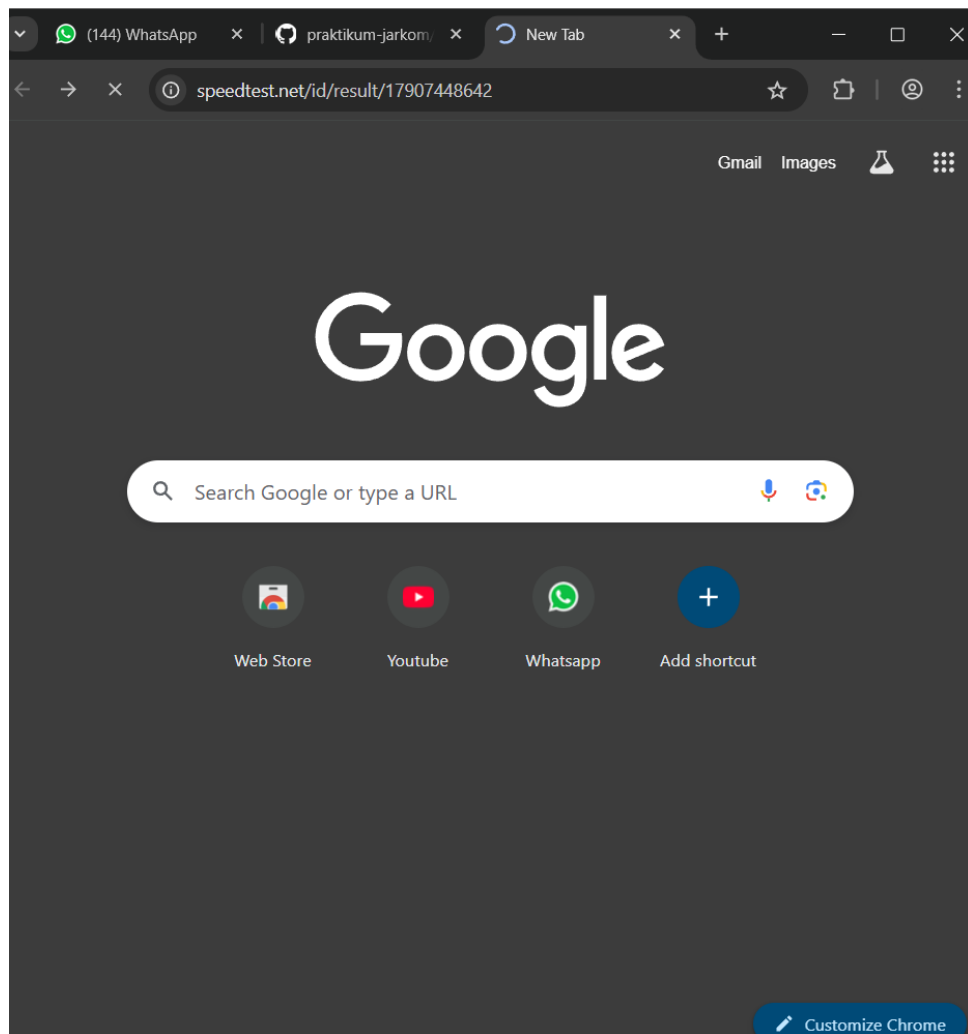 (144) WhatsApp praktikum-jarkom/ New Tab
speedtest.net/id/result/17907448642
Gmail Images
Google
Search Google or type a URL
Web Store Youtube Whatsapp Add shortcut
Customize Chrome